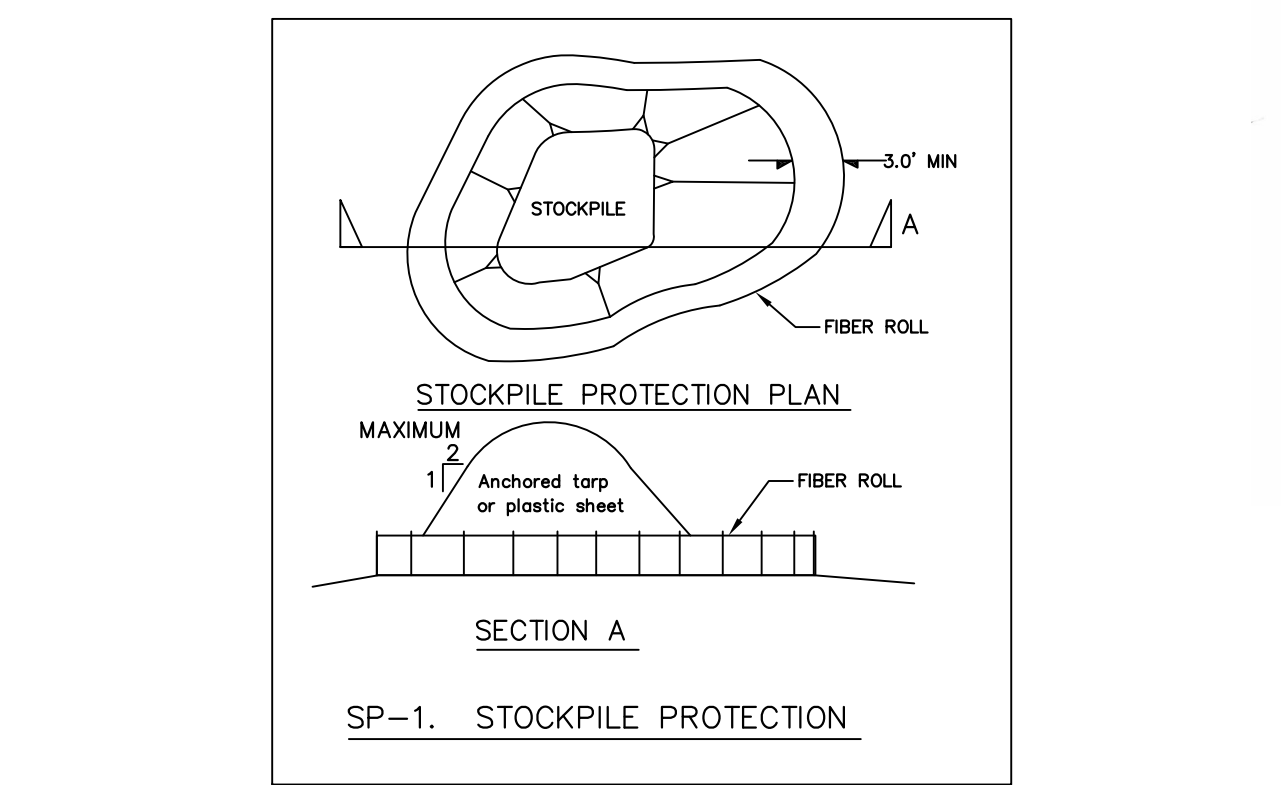 3.0' MIN
STOCKPILE
A
FIBER ROLL
STOCKPILE PROTECTION PLAN
MAXIMUM
2
1
Anchored tarp
or plastic sheet
FIBER ROLL
SECTION A
SP-1. STOCKPILE PROTECTION